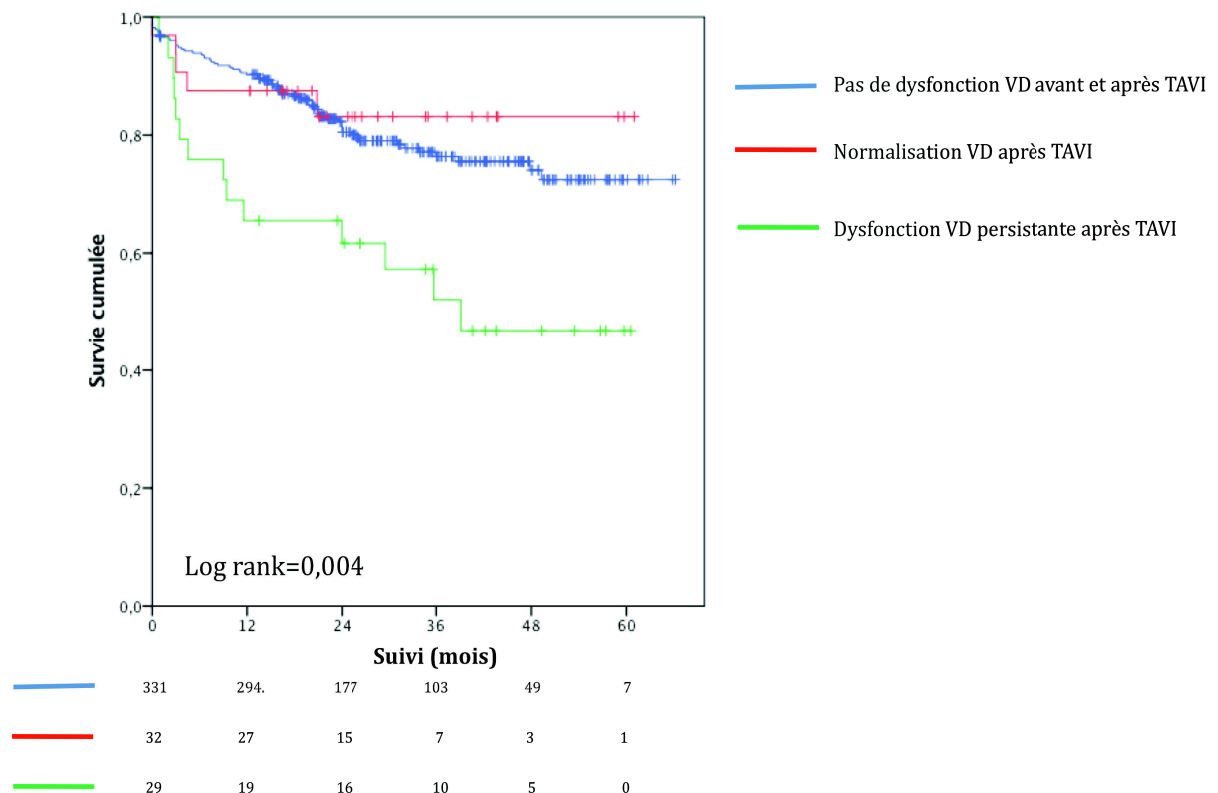 1,0
0,8
0,6
0,4
0,2
0,0
Survie cumulée
Log rank=0,004
0 12 24 36 48 60
Suivi (mois)
Pas de dysfonction VD avant et après TAVI
Normalisation VD après TAVI
Dysfonction VD persistante après TAVI
331 294. 177 103 49 7
32 27 15 7 3 1
29 19 16 10 5 0